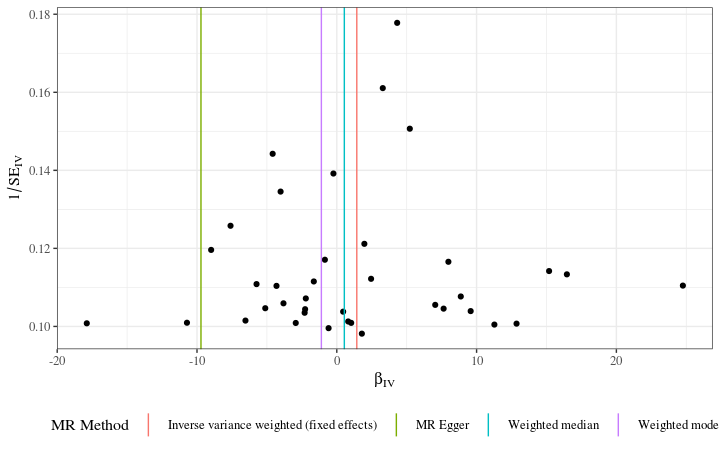 0.18
0.16
0.14
0.12
0.10
1/SE_IV
-20
-10
0
10
20
β_IV
MR Method
Inverse variance weighted (fixed effects)
MR Egger
Weighted median
Weighted mode